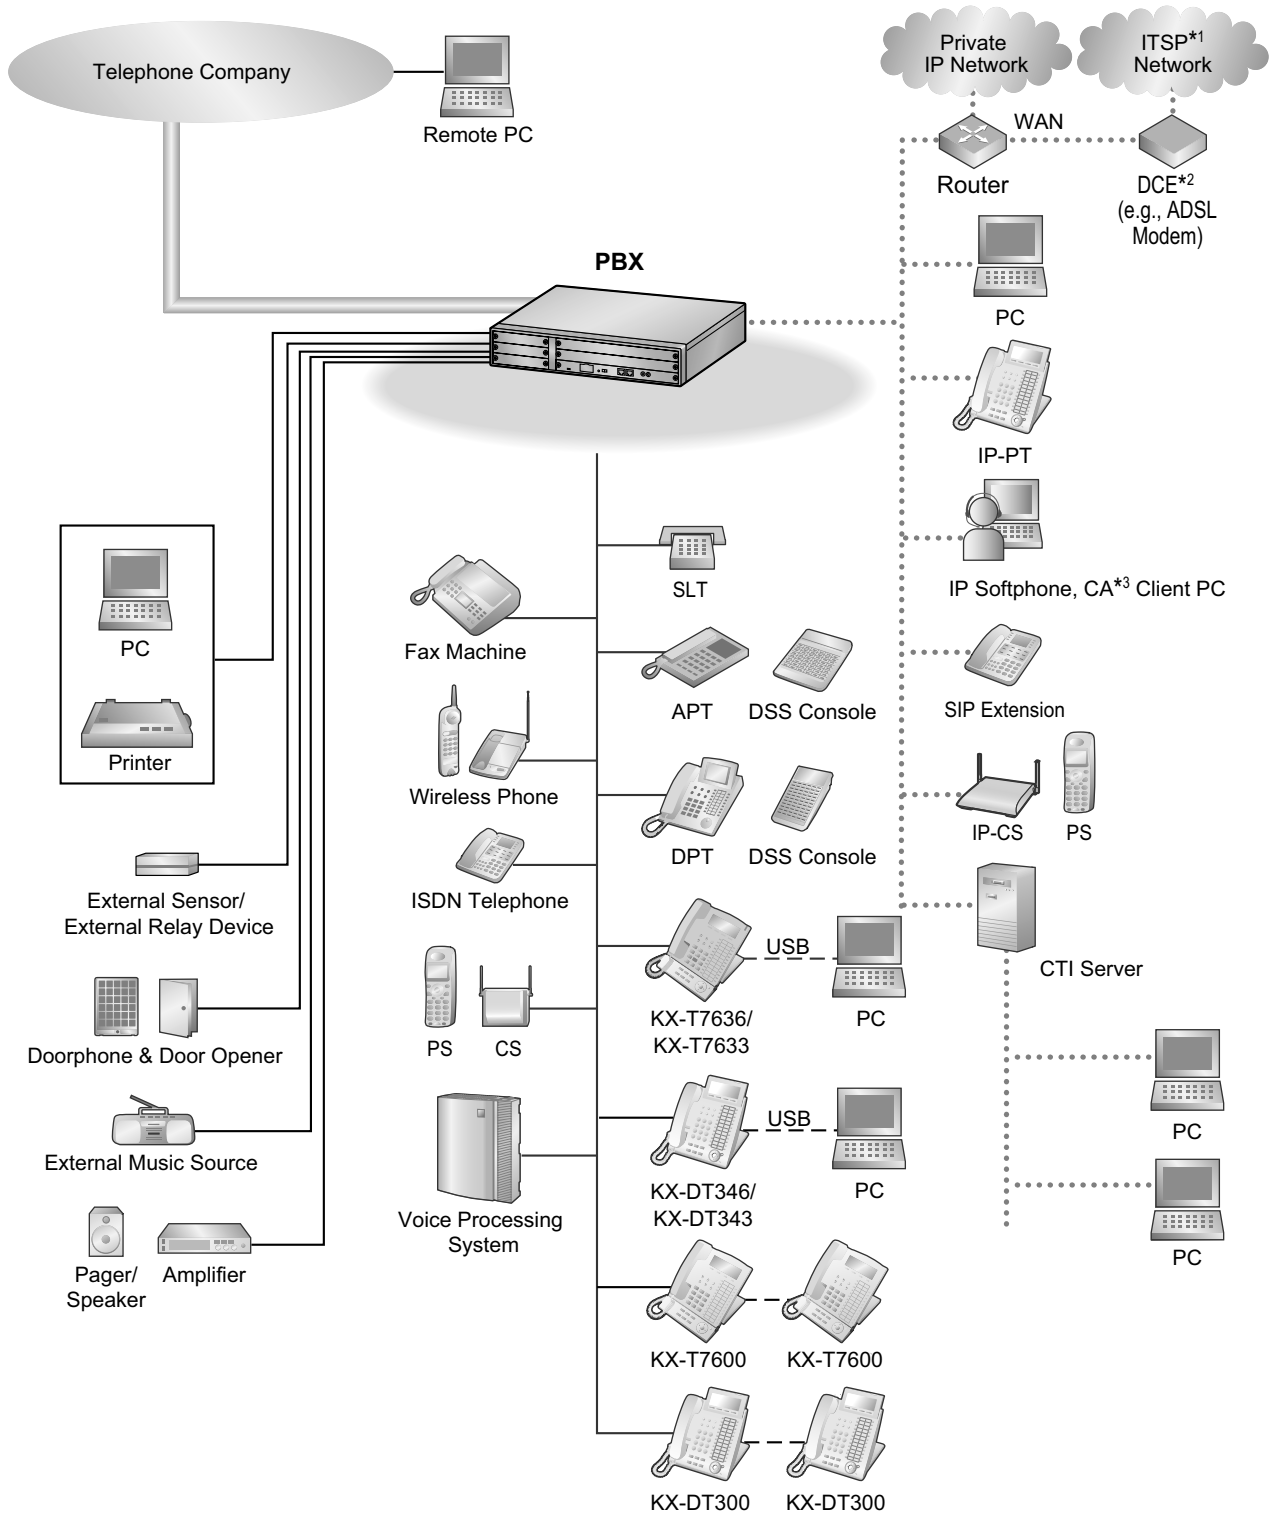 Telephone Company
Remote PC
Private
IP Network
ITSP*1
Network
WAN
Router
DCE*2
(e.g., ADSL
Modem)
PBX
PC
IP-PT
IP Softphone, CA*3 Client PC
SIP Extension
IP-CS
PS
CTI Server
PC
PC
PC
Printer
External Sensor/
External Relay Device
Doorphone & Door Opener
External Music Source
Pager/
Speaker
Amplifier
Fax Machine
Wireless Phone
ISDN Telephone
PS
CS
Voice Processing
System
SLT
APT
DSS Console
DPT
DSS Console
USB
KX-T7636/
KX-T7633
PC
USB
KX-DT346/
KX-DT343
PC
KX-T7600
KX-T7600
KX-DT300
KX-DT300